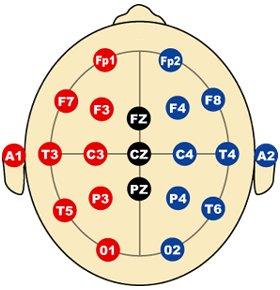 Fp1 Fp2
F7 F3 FZ F4 F8
A1 T3 C3 CZ C4 T4 A2
T5 P3 PZ P4 T6
01 02